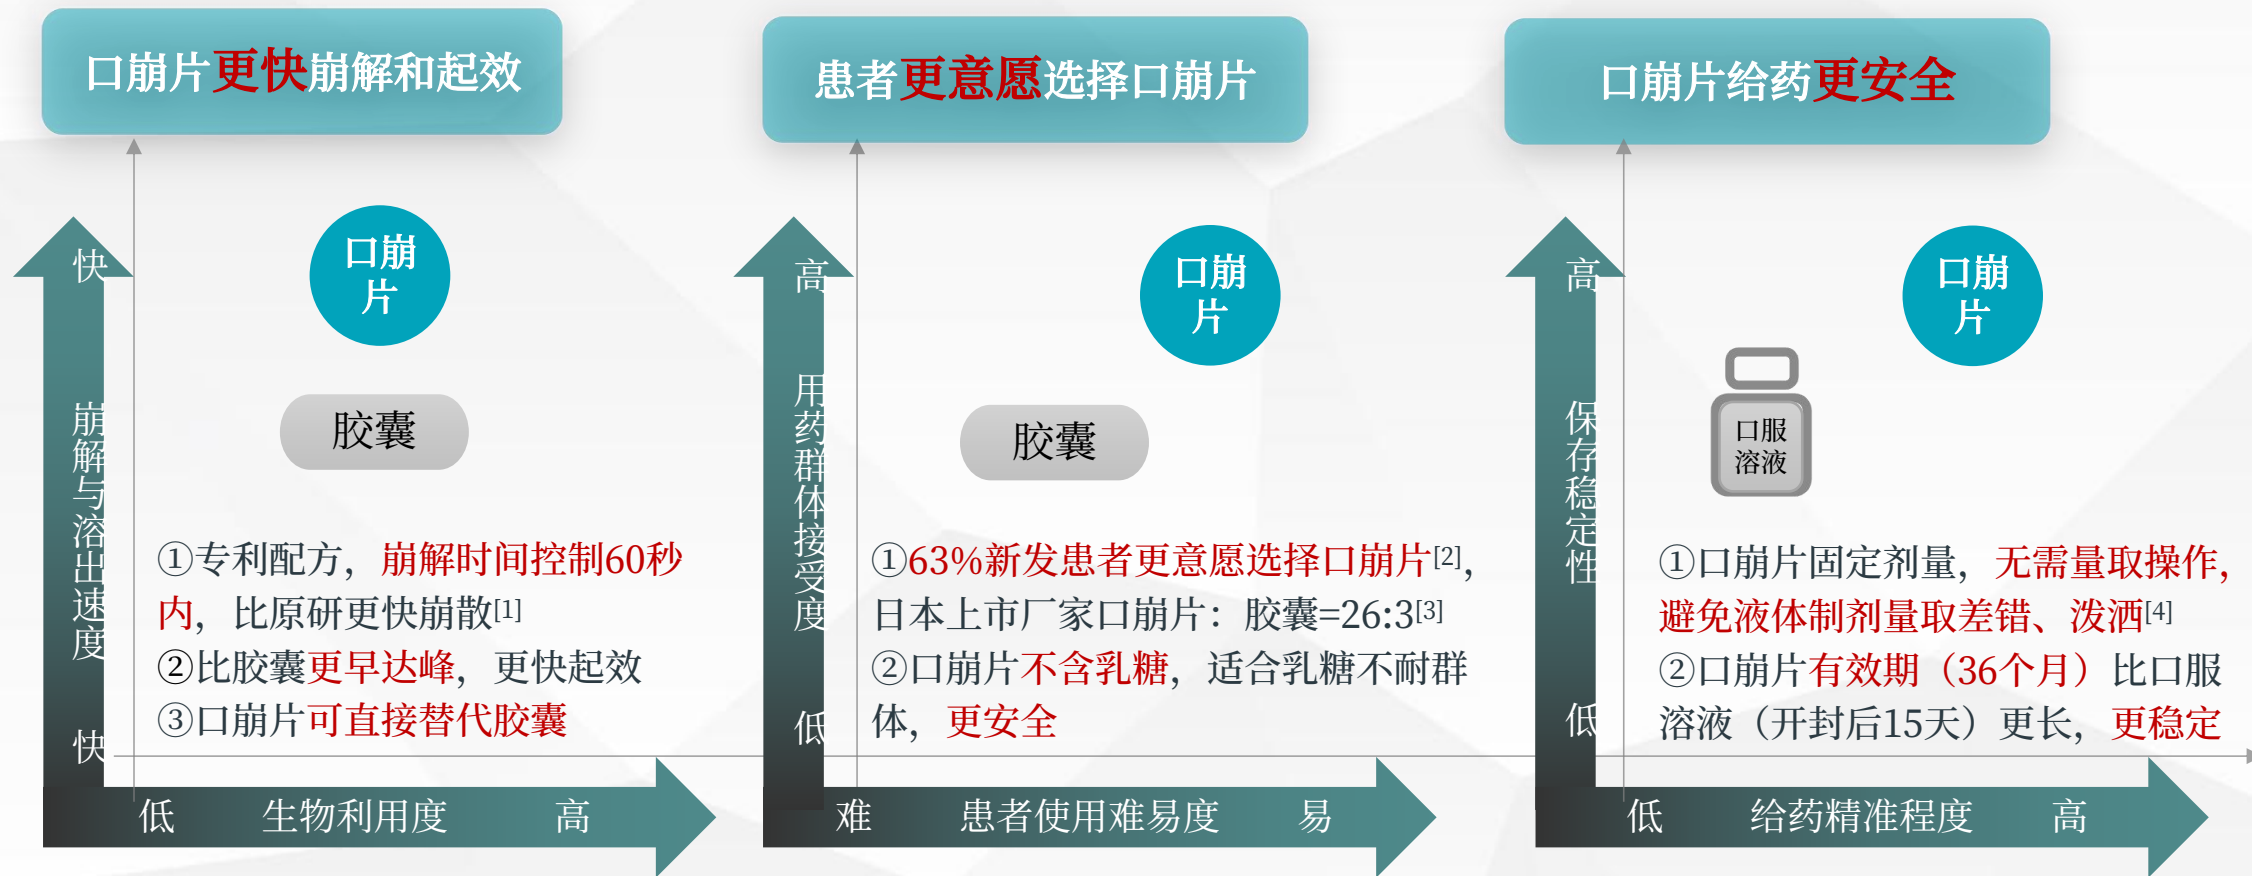 口崩片更快崩解和起效
快
崩解与溶出速度
快
口崩
片
胶囊
①专利配方，崩解时间控制60秒
内，比原研更快崩散[1]
②比胶囊更早达峰，更快起效
③口崩片可直接替代胶囊
低 生物利用度 高
患者更意愿选择口崩片
高
用药群体接受度
低
口崩
片
胶囊
①63%新发患者更意愿选择口崩片[2]，
日本上市厂家口崩片：胶囊=26:3[3]
②口崩片不含乳糖，适合乳糖不耐群
体，更安全
难 患者使用难易度 易
口崩片给药更安全
高
保存稳定性
低
口崩
片
口服
溶液
①口崩片固定剂量，无需量取操作，
避免液体制剂量取差错、泼洒[4]
②口崩片有效期（36个月）比口服
溶液（开封后15天）更长，更稳定
低 给药精准程度 高